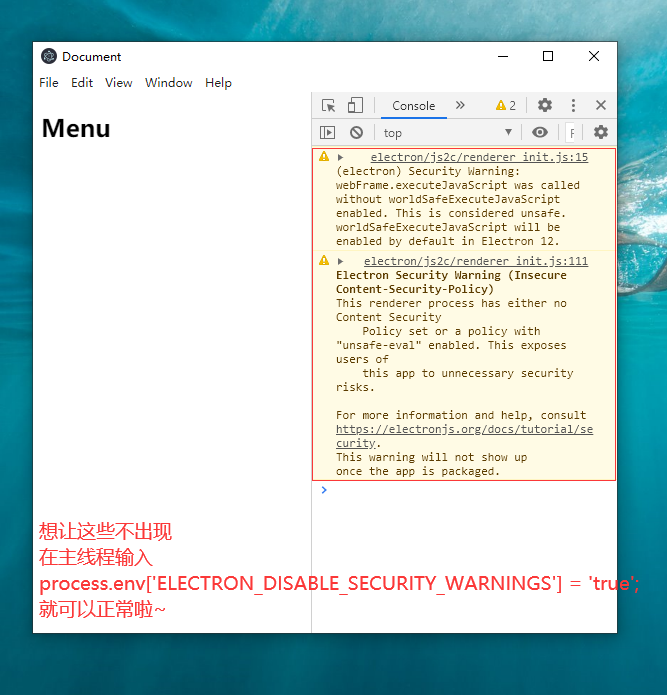 Document
File Edit View Window Help
Menu
Console
2
top
electron/js2c/renderer_init.js:15
(electron) Security Warning:
webFrame.executeJavaScript was called
without worldSafeExecuteJavaScript
enabled. This is considered unsafe.
worldSafeExecuteJavaScript will be
enabled by default in Electron 12.
electron/js2c/renderer_init.js:111
Electron Security Warning (Insecure
Content-Security-Policy)
This renderer process has either no
Content Security
Policy set or a policy with
"unsafe-eval" enabled. This exposes
users of
this app to unnecessary security
risks.
For more information and help, consult
https://electronjs.org/docs/tutorial/se
curity.
This warning will not show up
once the app is packaged.
想让这些不出现
在主线程输入
process.env['ELECTRON_DISABLE_SECURITY_WARNINGS'] = 'true';
就可以正常啦~